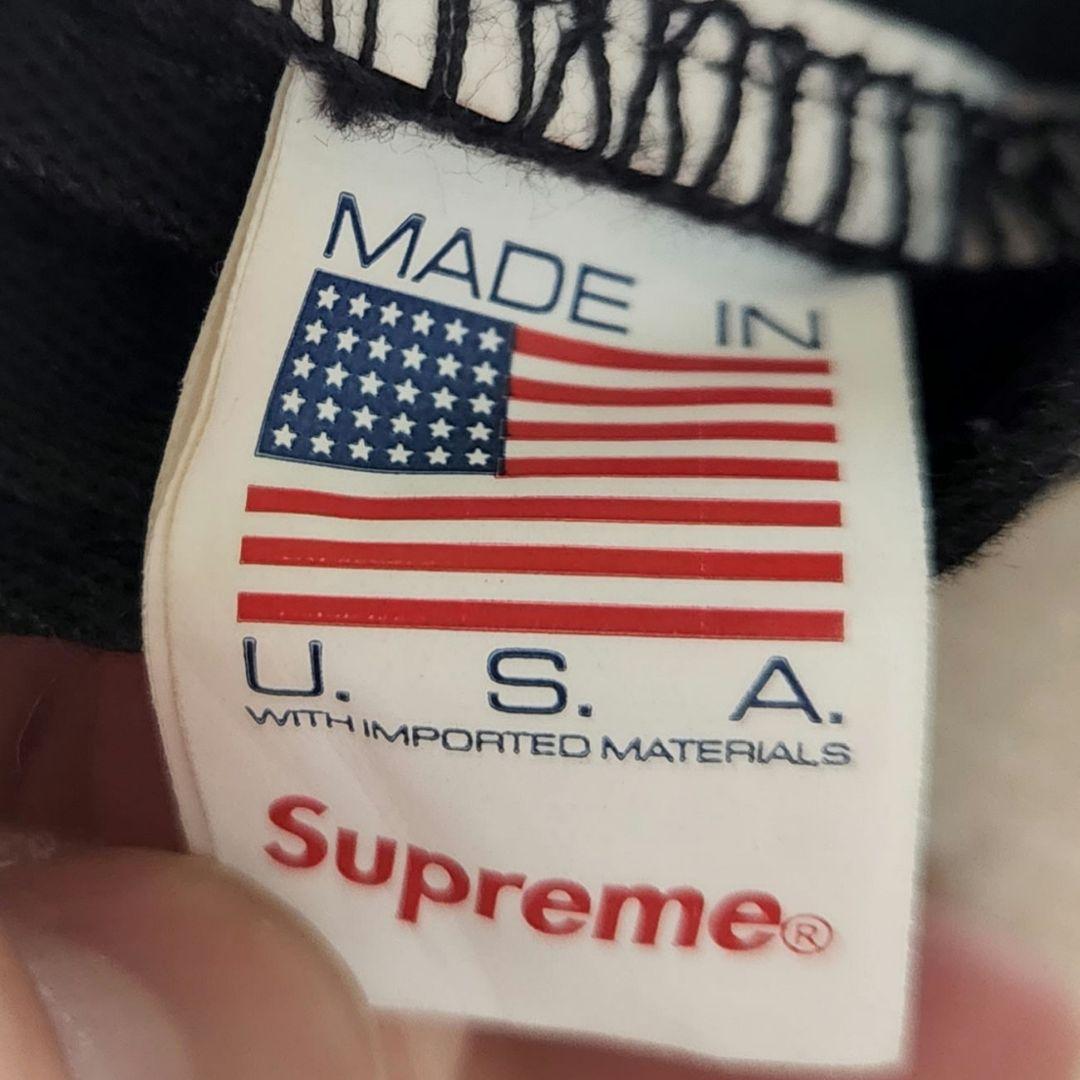 MADE IN
U. S. A.
WITH IMPORTED MATERIALS
Supreme®